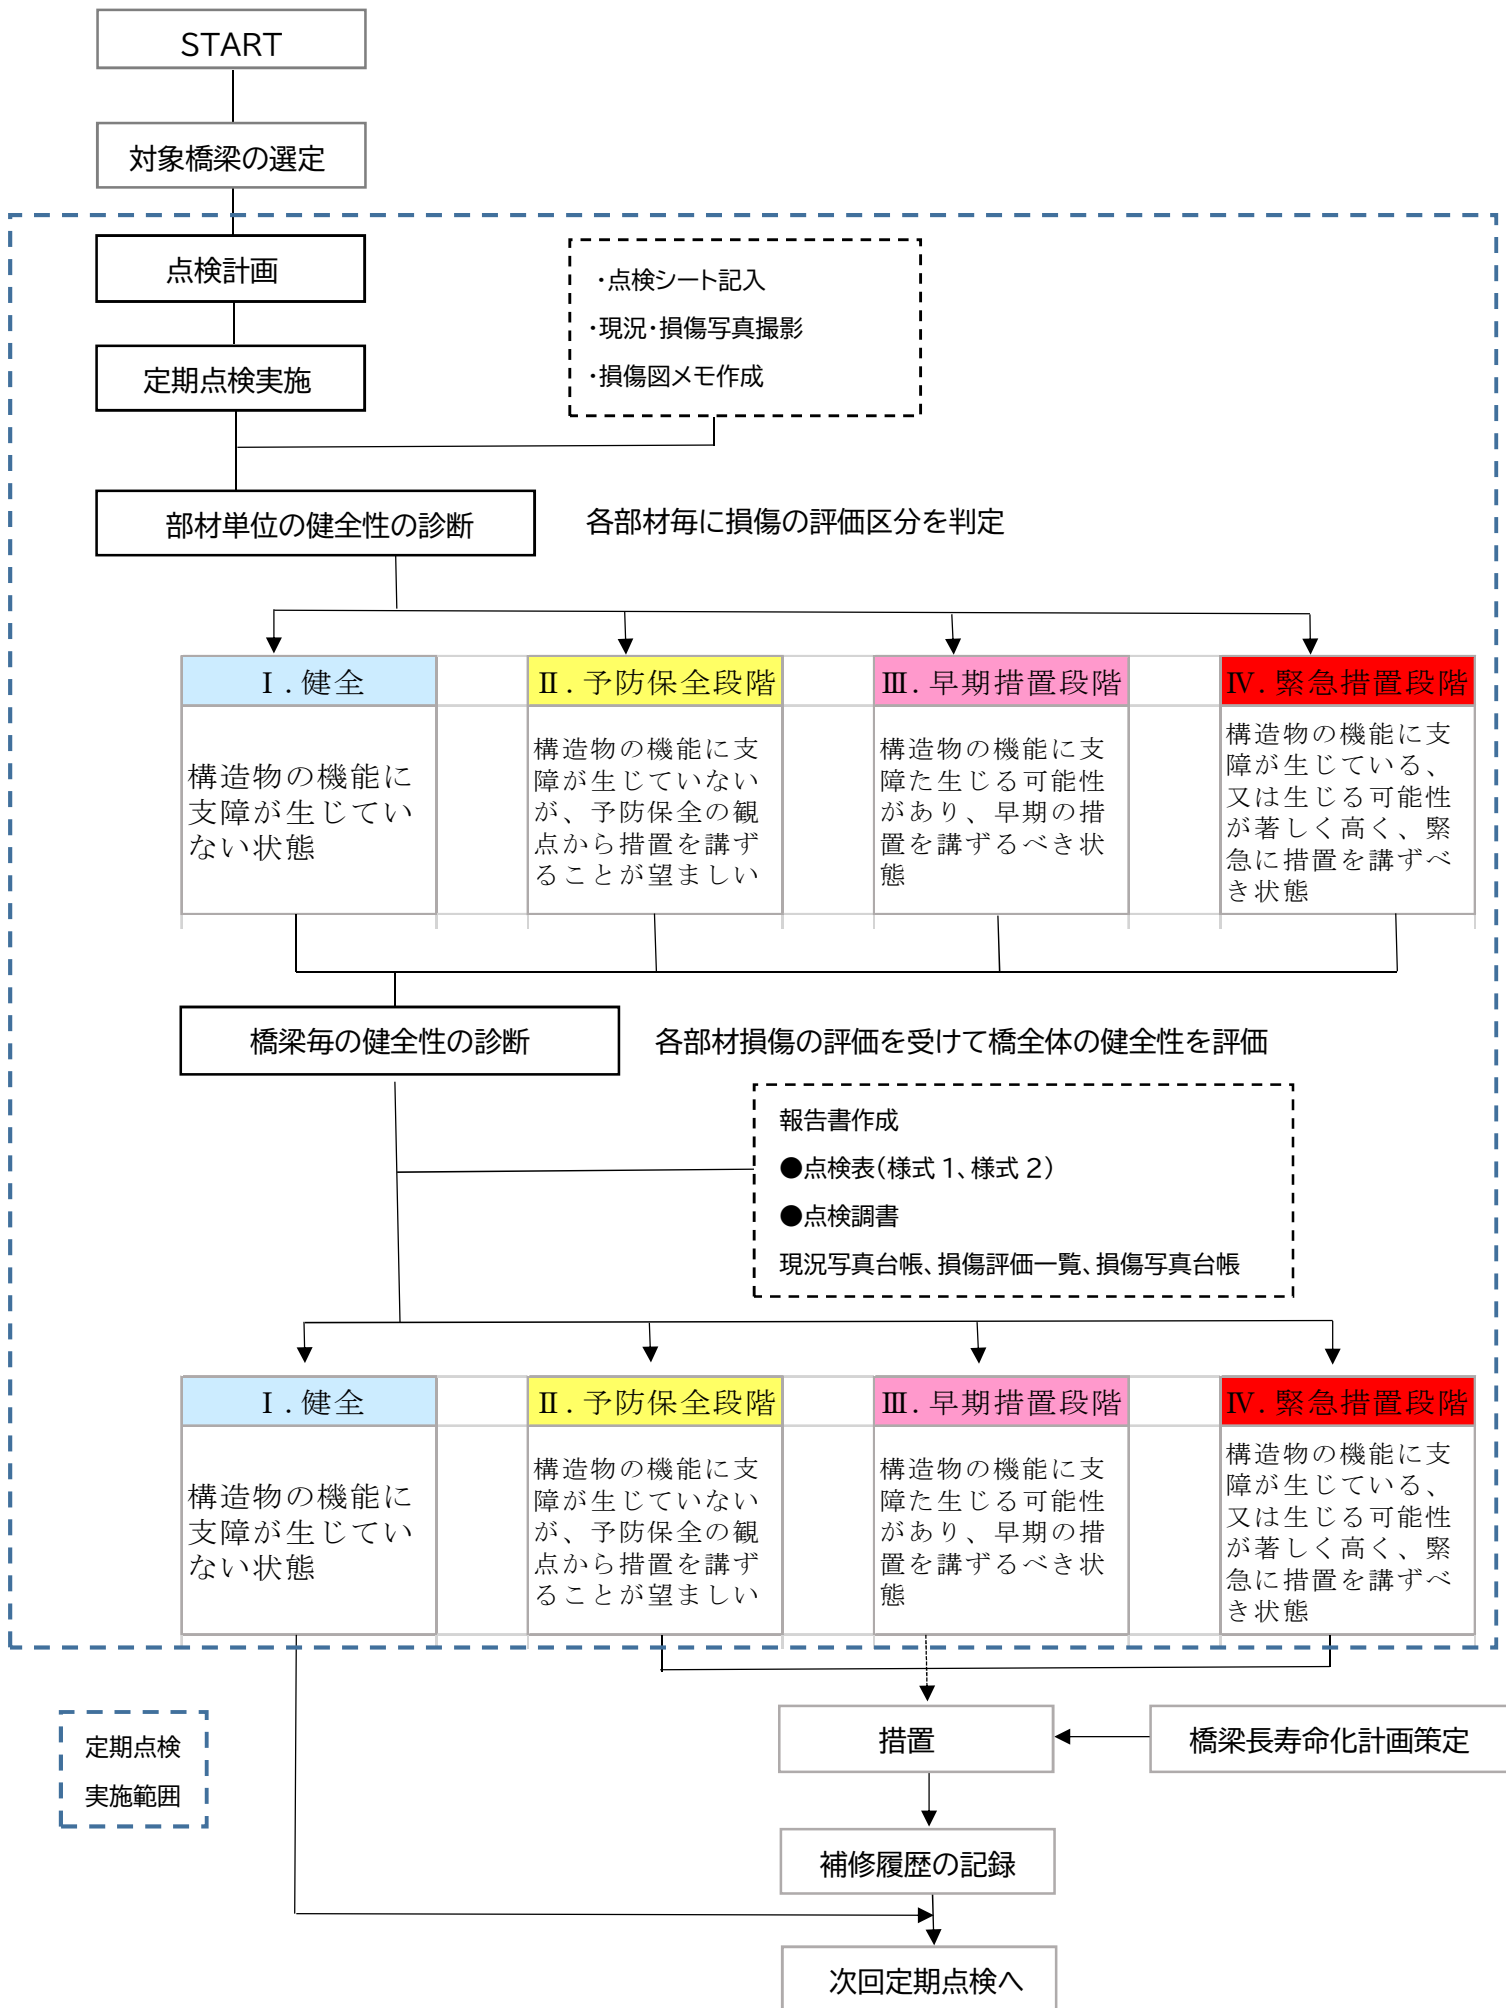 START
対象橋梁の選定
点検計画
・点検シート記入
・現況・損傷写真撮影
・損傷図メモ作成
定期点検実施
部材単位の健全性の診断
各部材毎に損傷の評価区分を判定
Ⅰ.健全
構造物の機能に
支障が生じてい
ない状態
Ⅱ.予防保全段階
構造物の機能に支
障が生じていない
が、予防保全の観
点から措置を講ず
ることが望ましい
Ⅲ.早期措置段階
構造物の機能に支
障た生じる可能性
があり、早期の措
置を講ずるべき状
態
Ⅳ.緊急措置段階
構造物の機能に支
障が生じている、
又は生じる可能性
が著しく高く、緊
急に措置を講ずべ
き状態
橋梁毎の健全性の診断
各部材損傷の評価を受けて橋全体の健全性を評価
報告書作成
●点検表(様式1、様式2)
●点検調書
現況写真台帳、損傷評価一覧、損傷写真台帳
Ⅰ.健全
構造物の機能に
支障が生じてい
ない状態
Ⅱ.予防保全段階
構造物の機能に支
障が生じていない
が、予防保全の観
点から措置を講ず
ることが望ましい
Ⅲ.早期措置段階
構造物の機能に支
障た生じる可能性
があり、早期の措
置を講ずるべき状
態
Ⅳ.緊急措置段階
構造物の機能に支
障が生じている、
又は生じる可能性
が著しく高く、緊
急に措置を講ずべ
き状態
定期点検
実施範囲
措置
橋梁長寿命化計画策定
補修履歴の記録
次回定期点検へ